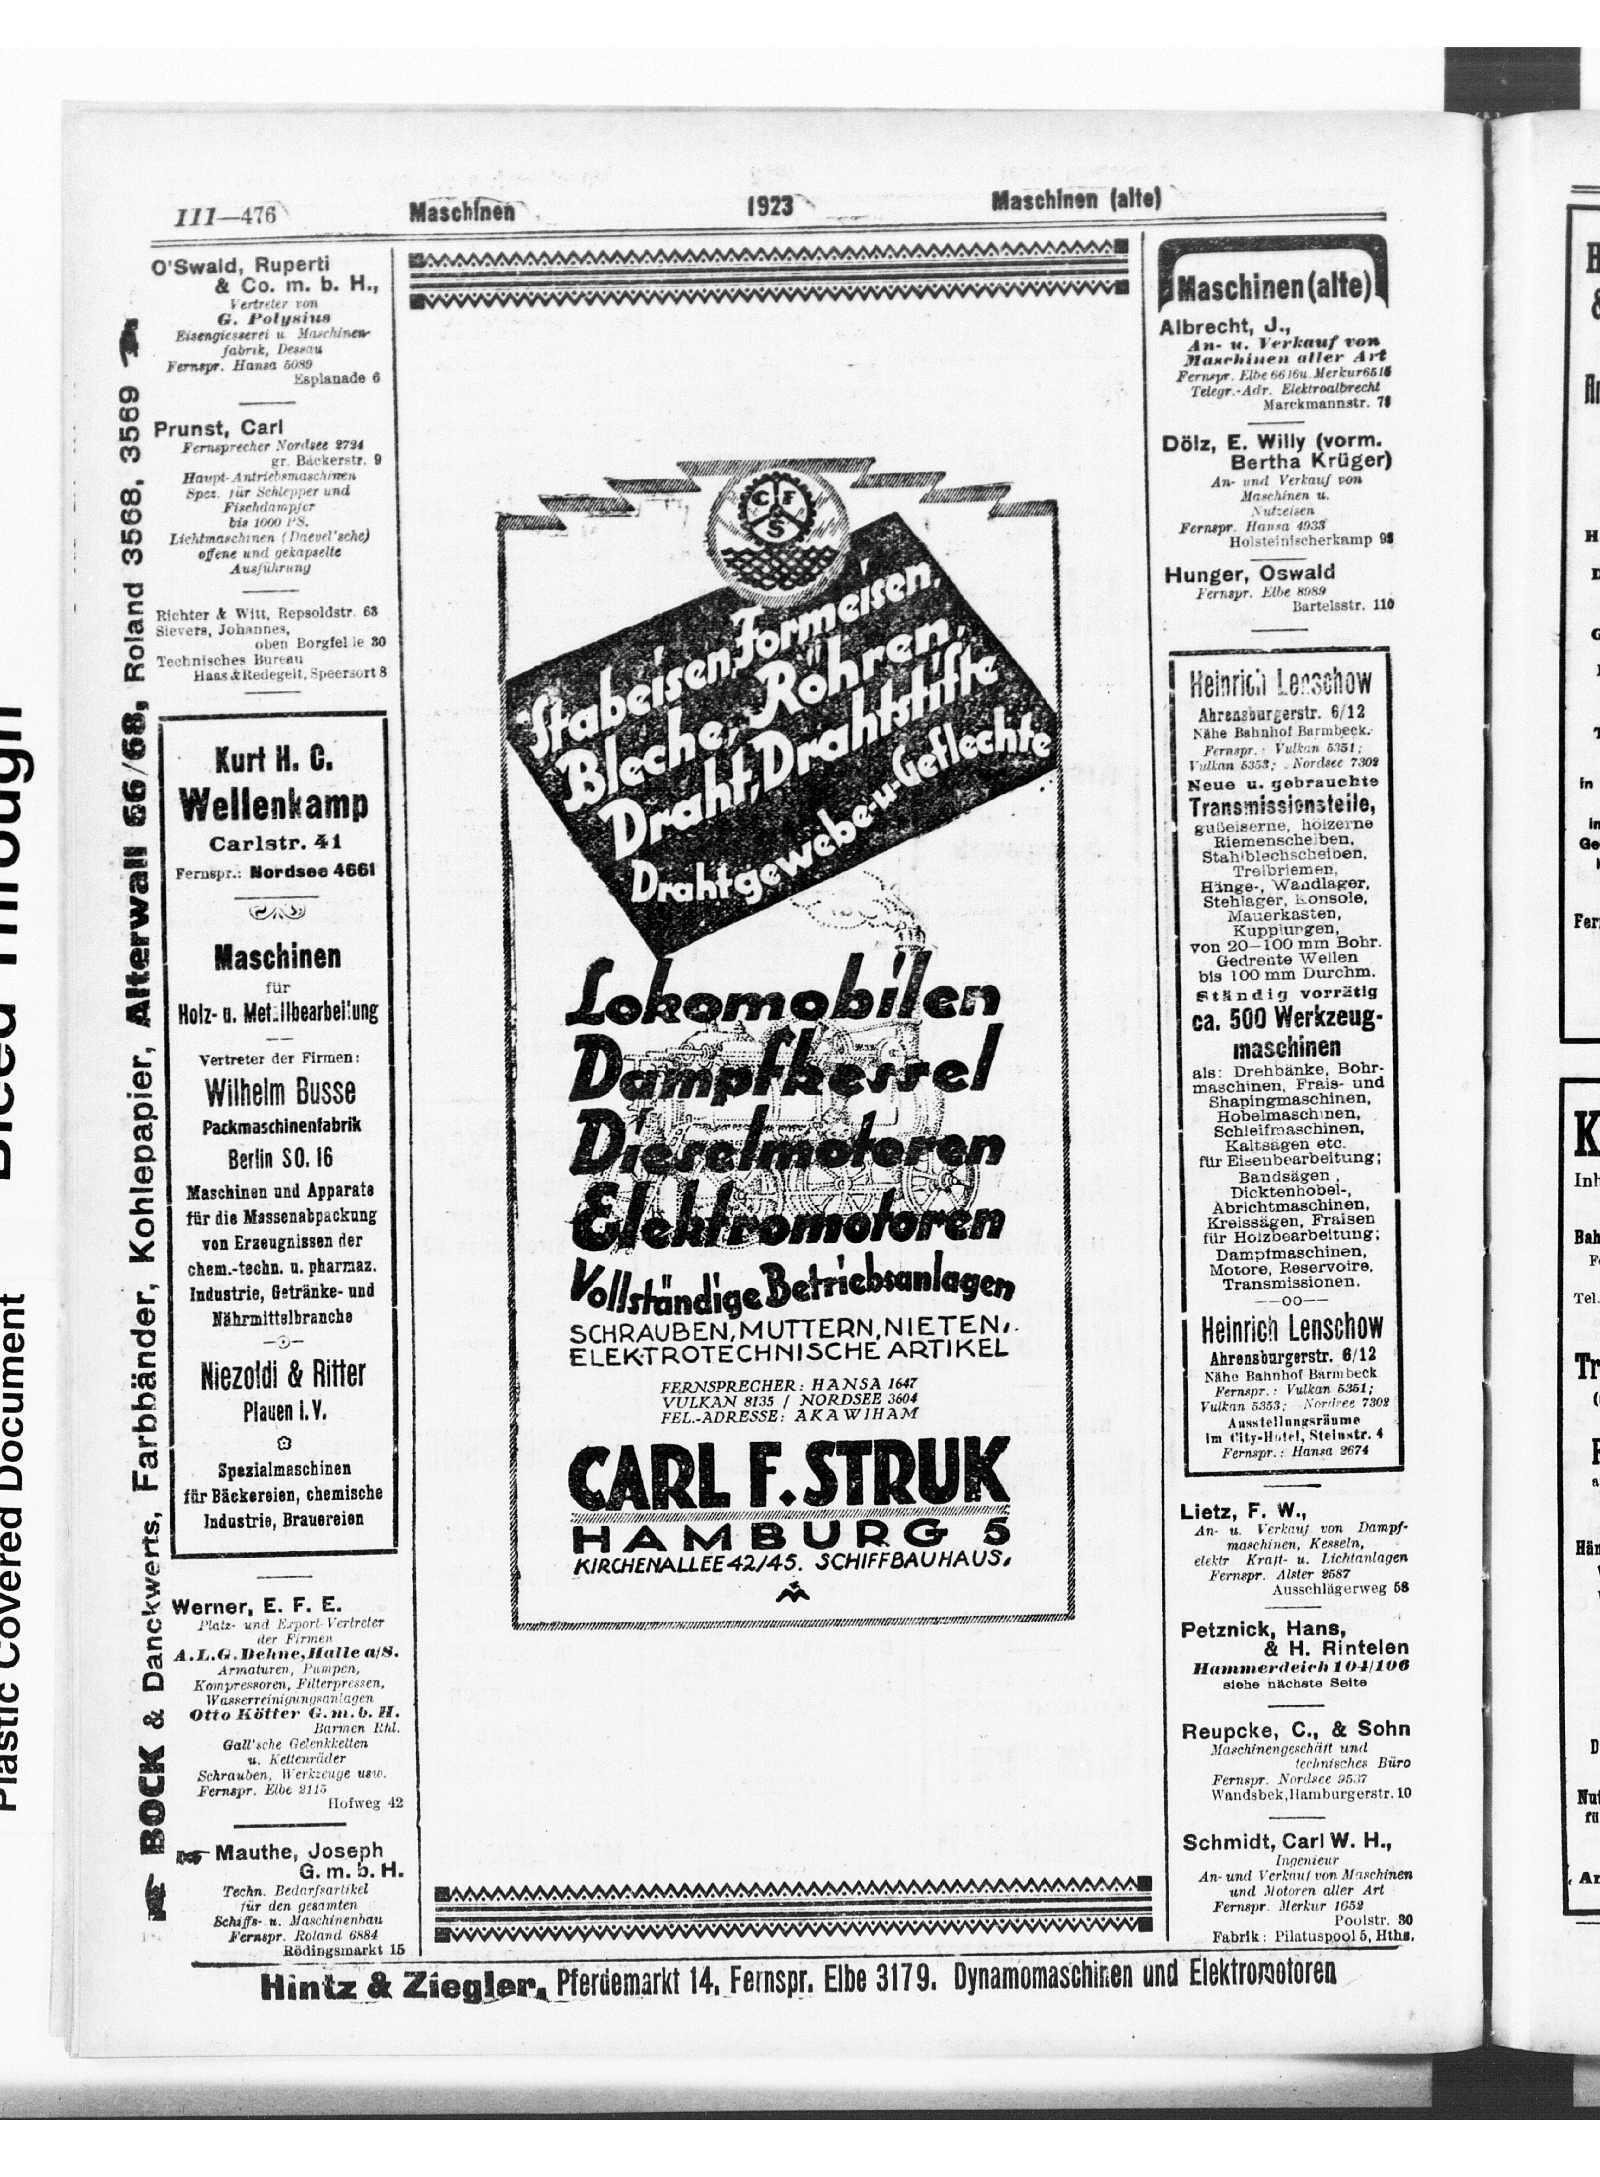 III—476
Maschinen
1923
Maschinen (alte)
BOCK & Danckwerts, Farbbänder, Kohlepapier, Alterwall 66/68, Roland 3568, 3569
O'Swald, Ruperti
& Co. m. b. H.,
Vertreter von
G. Polysius
Eisengiesserei u. Maschinen-
fabrik, Dessau
Fernspr. Hansa 5089
Esplanade 6
Prunst, Carl
Fernsprecher Nordsee 2724
gr. Bäckerstr. 9
Haupt-Antriebsmaschinen
Spez. für Schlepper und
Fischdampfer
bis 1000 PS.
Lichtmaschinen (Daevel'sche)
offene und gekapselte
Ausführung
Richter & Witt, Repsoldstr. 63
Sievers, Johannes,
oben Borgfelde 30
Technisches Bureau
Haas & Redegelt, Speersort 8
Kurt H. C.
Wellenkamp
Carlstr. 41
Fernspr.: Nordsee 4661
Maschinen
für
Holz- u. Metallbearbeitung
Vertreter der Firmen:
Wilhelm Busse
Packmaschinenfabrik
Berlin SO. 16
Maschinen und Apparate
für die Massenabpackung
von Erzeugnissen der
chem.-techn. u. pharmaz.
Industrie, Getränke- und
Nährmittelbranche
Niezoldi & Ritter
Plauen i. V.
Spezialmaschinen
für Bäckereien, chemische
Industrie, Brauereien
Werner, E. F. E.
Platz- und Export-Vertreter
der Firmen
A. L. G. Dehne, Halle a/S.
Armaturen, Pumpen,
Kompressoren, Filterpressen,
Wasserreinigungsanlagen
Otto Kötter G. m. b. H.
Barmen Rhl.
Gall'sche Gelenkketten
u. Kettenräder
Schrauben, Werkzeuge usw.
Fernspr. Elbe 2115
Hofweg 42
Mauthe, Joseph
G. m. b. H.
Techn. Bedarfsartikel
für den gesamten
Schiffs- u. Maschinenbau
Fernspr. Roland 6884
Rödingsmarkt 15
C F
& S
Stabeisen, Formeisen,
Bleche, Röhren,
Draht, Drahtstifte
Drahtgewebe-u-Geflechte
Lokomobilen
Dampfkessel
Dieselmotoren
Elektromotoren
Vollständige Betriebsanlagen
SCHRAUBEN, MUTTERN, NIETEN,
ELEKTROTECHNISCHE ARTIKEL
FERNSPRECHER: HANSA 1647
VULKAN 8135 / NORDSEE 3604
FEL.-ADRESSE: AKAWIHAM
CARL F. STRUK
HAMBURG 5
KIRCHENALLEE 42/45. SCHIFFBAUHAUS.
Maschinen (alte)
Albrecht, J.,
An- u. Verkauf von
Maschinen aller Art
Fernspr. Elbe 6616 u. Merkur 6515
Telegr.-Adr. Elektroalbrecht
Marckmannstr.
Dölz, E. Willy (vorm.
Bertha Krüger)
An- und Verkauf von
Maschinen u.
Nutzeisen
Fernspr. Hansa 4933
Holsteinischerkamp
Hunger, Oswald
Fernspr. Elbe 8989
Bartelsstr. 110
Heinrich Lenschow
Ahrensburgerstr. 6/12
Nähe Bahnhof Barmbeck.
Fernspr.: Vulkan 5351;
Vulkan 5353; Nordsee 7302
Neue u. gebrauchte
Transmissionsteile,
gußeiserne, hölzerne
Riemenscheiben,
Stahlblechscheiben,
Treibriemen,
Hänge-, Wandlager,
Stehlager, Konsole,
Mauerkasten,
Kupplungen,
von 20—100 mm Bohr.
Gedrehte Wellen
bis 100 mm Durchm.
Ständig vorrätig
ca. 500 Werkzeug-
maschinen
als: Drehbänke, Bohr-
maschinen, Frais- und
Shapingmaschinen,
Hobelmaschinen,
Schleifmaschinen,
Kaltsägen etc.
für Eisenbearbeitung;
Bandsägen,
Dicktenhobel-,
Abrichtmaschinen,
Kreissägen, Fraisen
für Holzbearbeitung;
Dampfmaschinen,
Motore, Reservoire,
Transmissionen.
—oo—
Heinrich Lenschow
Ahrensburgerstr. 6/12
Nähe Bahnhof Barmbeck
Fernspr.: Vulkan 5351;
Vulkan 5353; Nordsee 7302
Ausstellungsräume
im City-Hotel, Steinstr. 4
Fernspr.: Hansa 2674
Lietz, F. W.,
An- u. Verkauf von Dampf-
maschinen, Kesseln,
elektr. Kraft- u. Lichtanlagen
Fernspr. Alster 2587
Ausschlägerweg 58
Petznick, Hans,
& H. Rintelen
Hammerdeich 104/106
siehe nächste Seite
Reupcke, C., & Sohn
Maschinengeschäft und
technisches Büro
Fernspr. Nordsee 9537
Wandsbek, Hamburgerstr. 10
Schmidt, Carl W. H.,
Ingenieur
An- und Verkauf von Maschinen
und Motoren aller Art
Fernspr. Merkur 1652
Poolstr. 30
Fabrik: Pilatuspool 5, Hths.
Hintz & Ziegler, Pferdemarkt 14, Fernspr. Elbe 3179. Dynamomaschinen und Elektromotoren
Plastic Covered Document